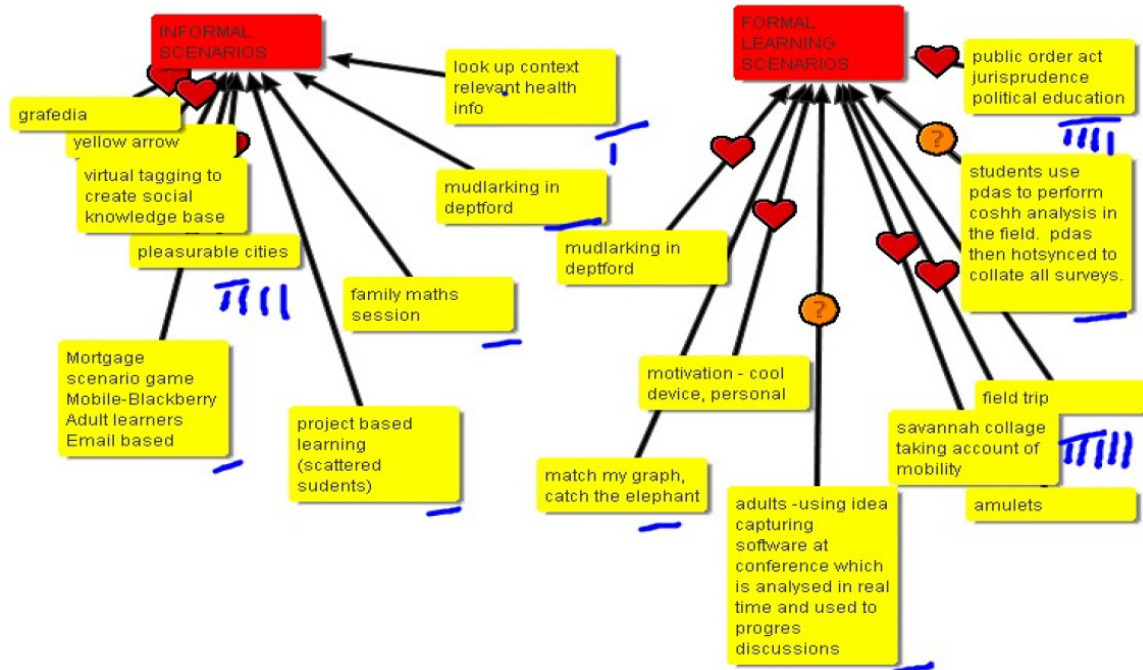 INFORMAL
SCENARIOS
look up context
relevant health
info
grafedia
yellow arrow
virtual tagging to
create social
knowledge base
pleasurable cities
mudlarking in
deptford
family maths
session
Mortgage
scenario game
Mobile-Blackberry
Adult learners
Email based
project based
learning
(scattered
sudents)
FORMAL
LEARNING
SCENARIOS
public order act
jurisprudence
political education
?
students use
pdas to perform
coshh analysis in
the field. pdas
then hotsynced to
collate all surveys.
mudlarking in
deptford
?
motivation - cool
device, personal
field trip
savannah collage
taking account of
mobility
match my graph,
catch the elephant
amulets
adults -using idea
capturing
software at
conference which
is analysed in real
time and used to
progres
discussions